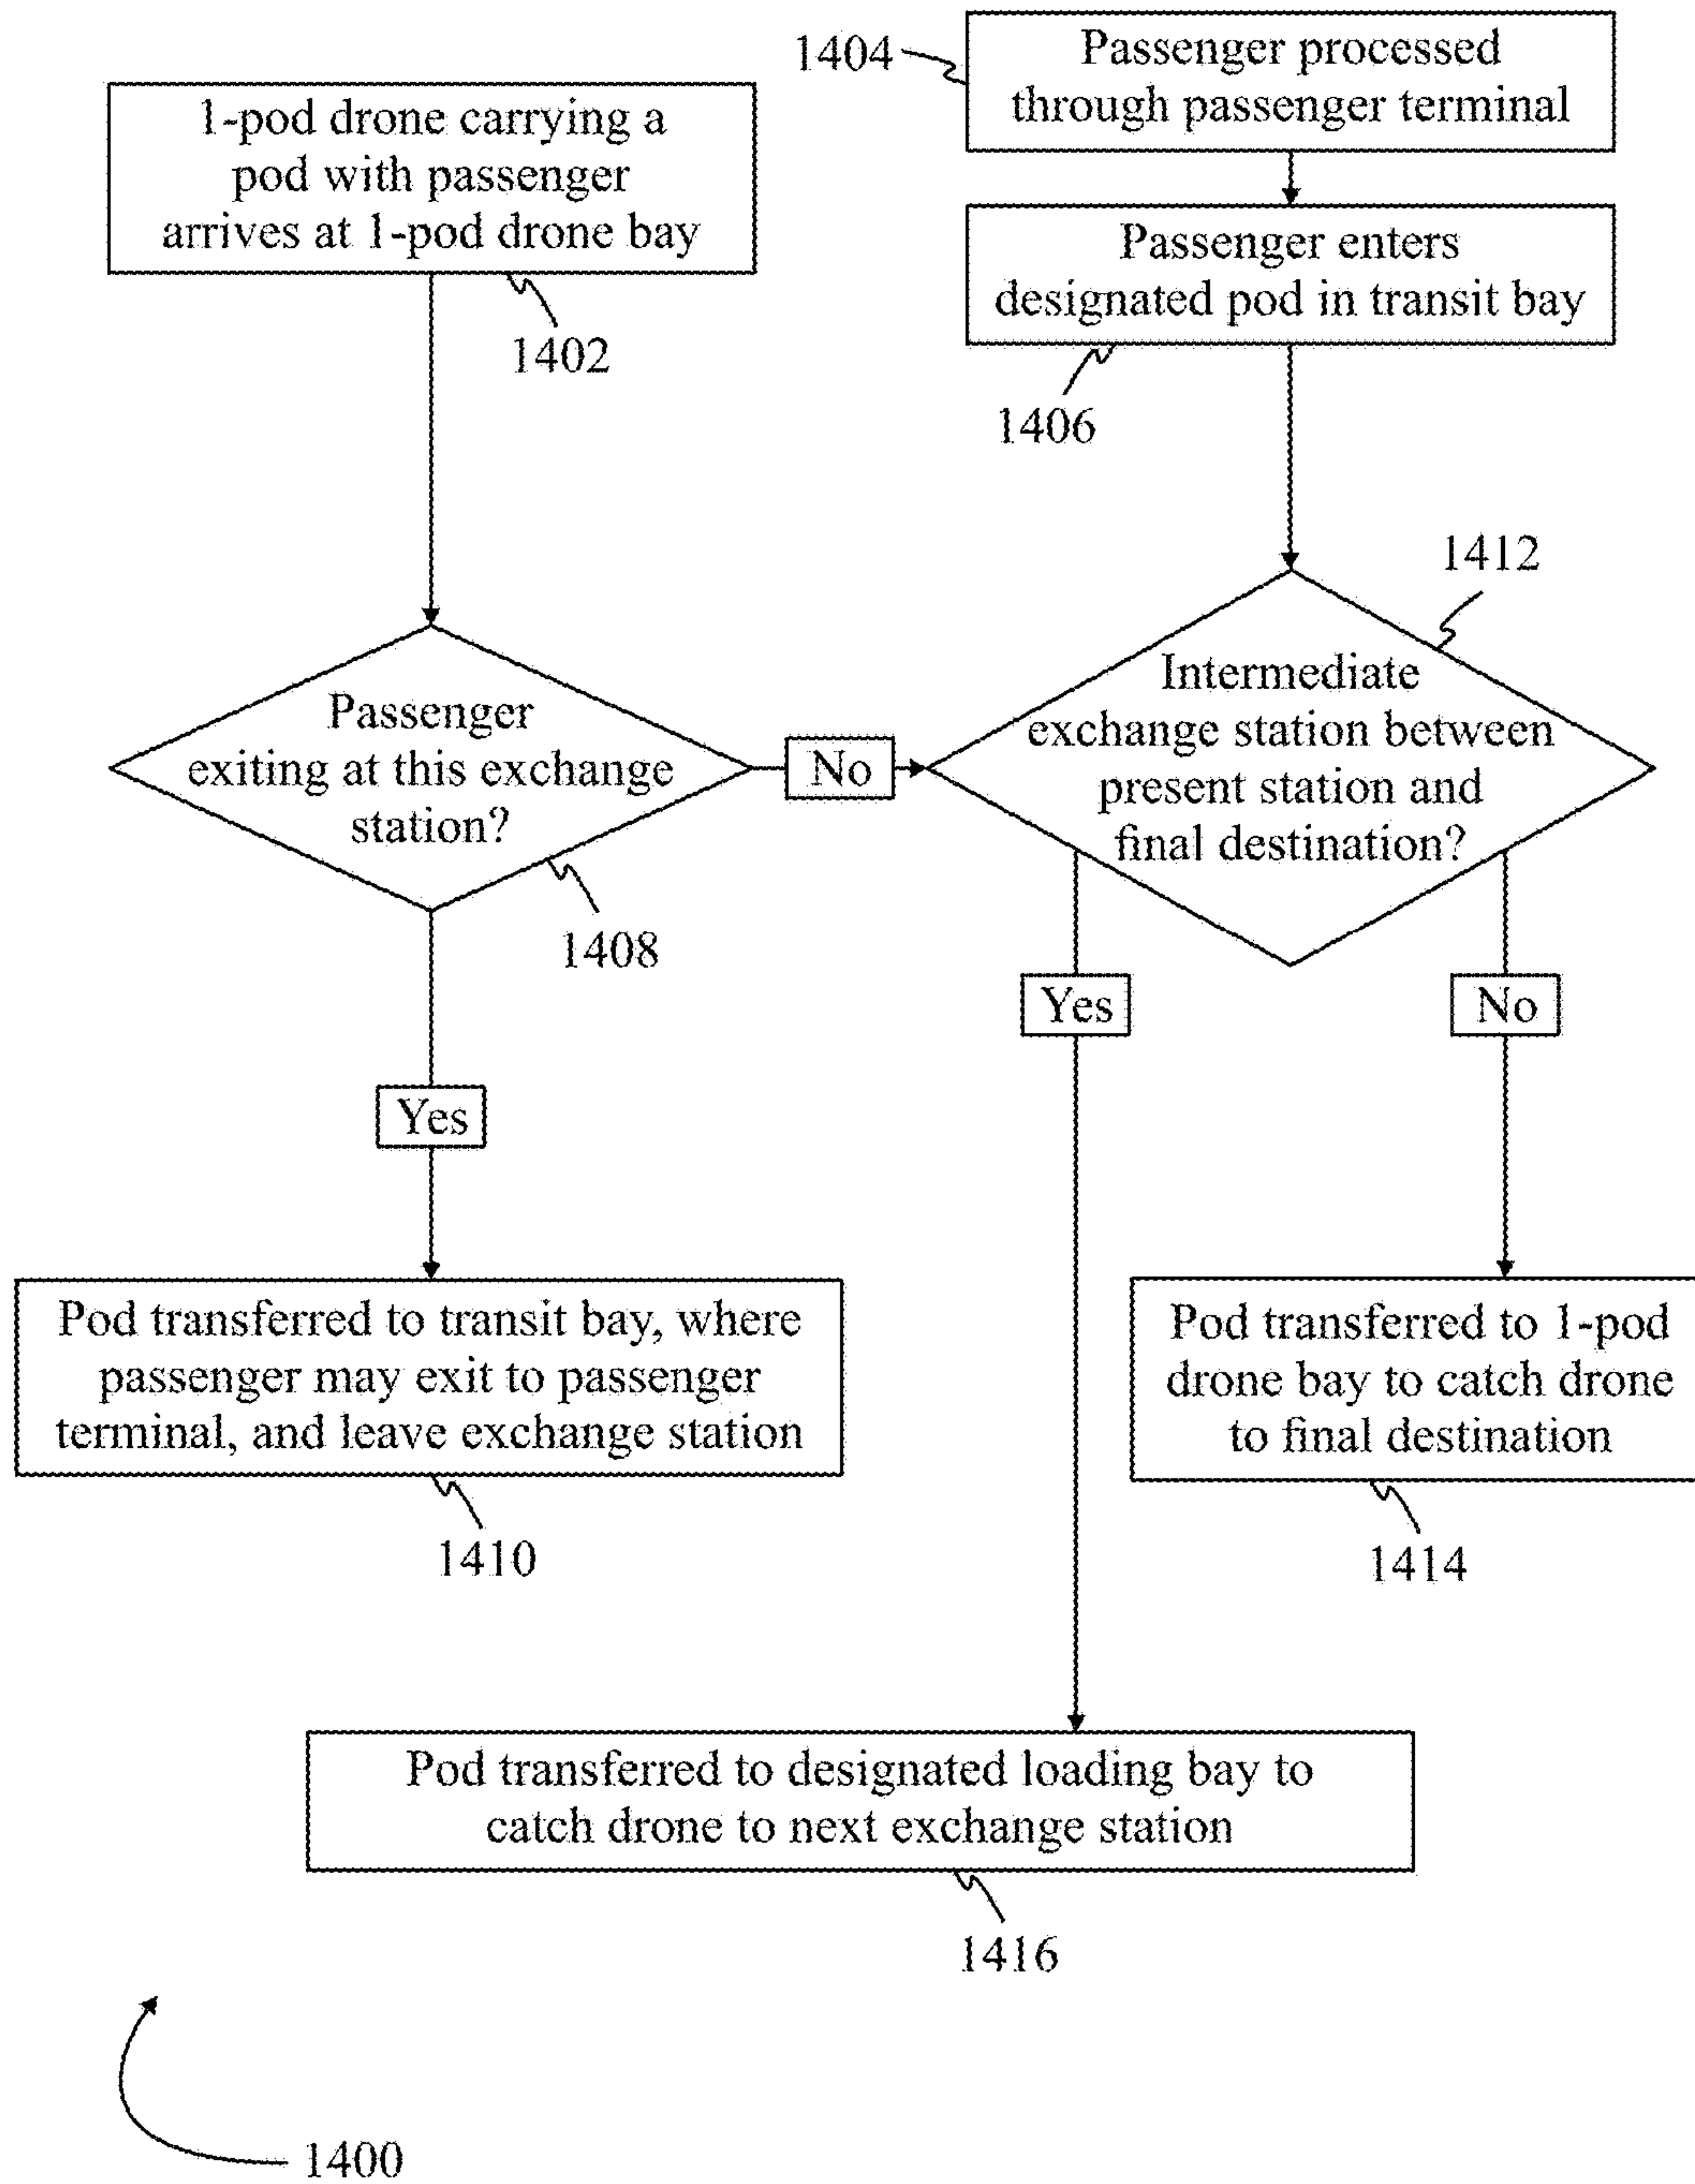 1404
Passenger processed
through passenger terminal
1-pod drone carrying a
pod with passenger
arrives at 1-pod drone bay
1402
Passenger enters
designated pod in transit bay
1406
1412
Passenger
exiting at this exchange
station?
1408
No
Intermediate
exchange station between
present station and
final destination?
Yes
No
Yes
Pod transferred to transit bay, where
passenger may exit to passenger
terminal, and leave exchange station
1410
Pod transferred to 1-pod
drone bay to catch drone
to final destination
1414
Pod transferred to designated loading bay to
catch drone to next exchange station
1416
1400